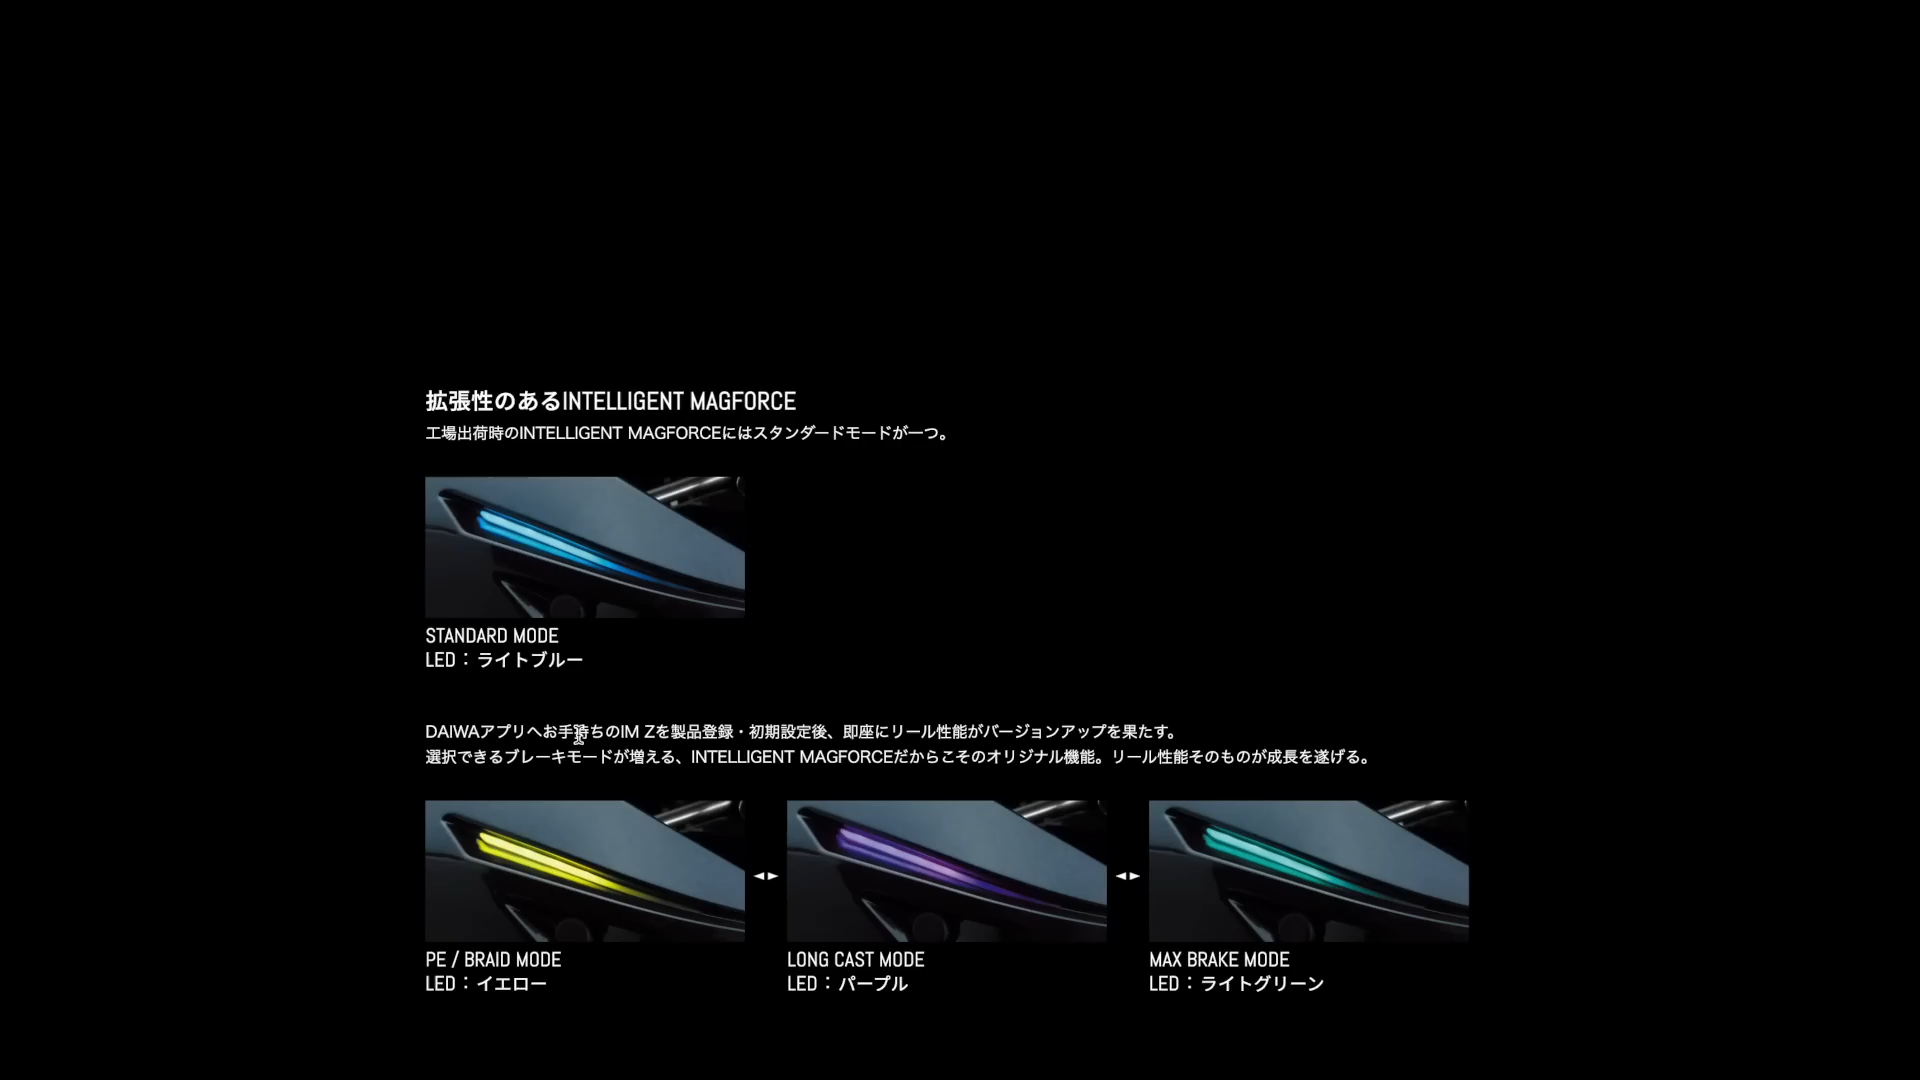 拡張性のあるINTELLIGENT MAGFORCE
工場出荷時のINTELLIGENT MAGFORCEにはスタンダードモードが一つ。
STANDARD MODE
LED：ライトブルー
DAIWAアプリへお手持ちのIM Zを製品登録・初期設定後、即座にリール性能がバージョンアップを果たす。
選択できるブレーキモードが増える、INTELLIGENT MAGFORCEだからこそのオリジナル機能。リール性能そのものが成長を遂げる。
PE / BRAID MODE
LED：イエロー
LONG CAST MODE
LED：パープル
MAX BRAKE MODE
LED：ライトグリーン